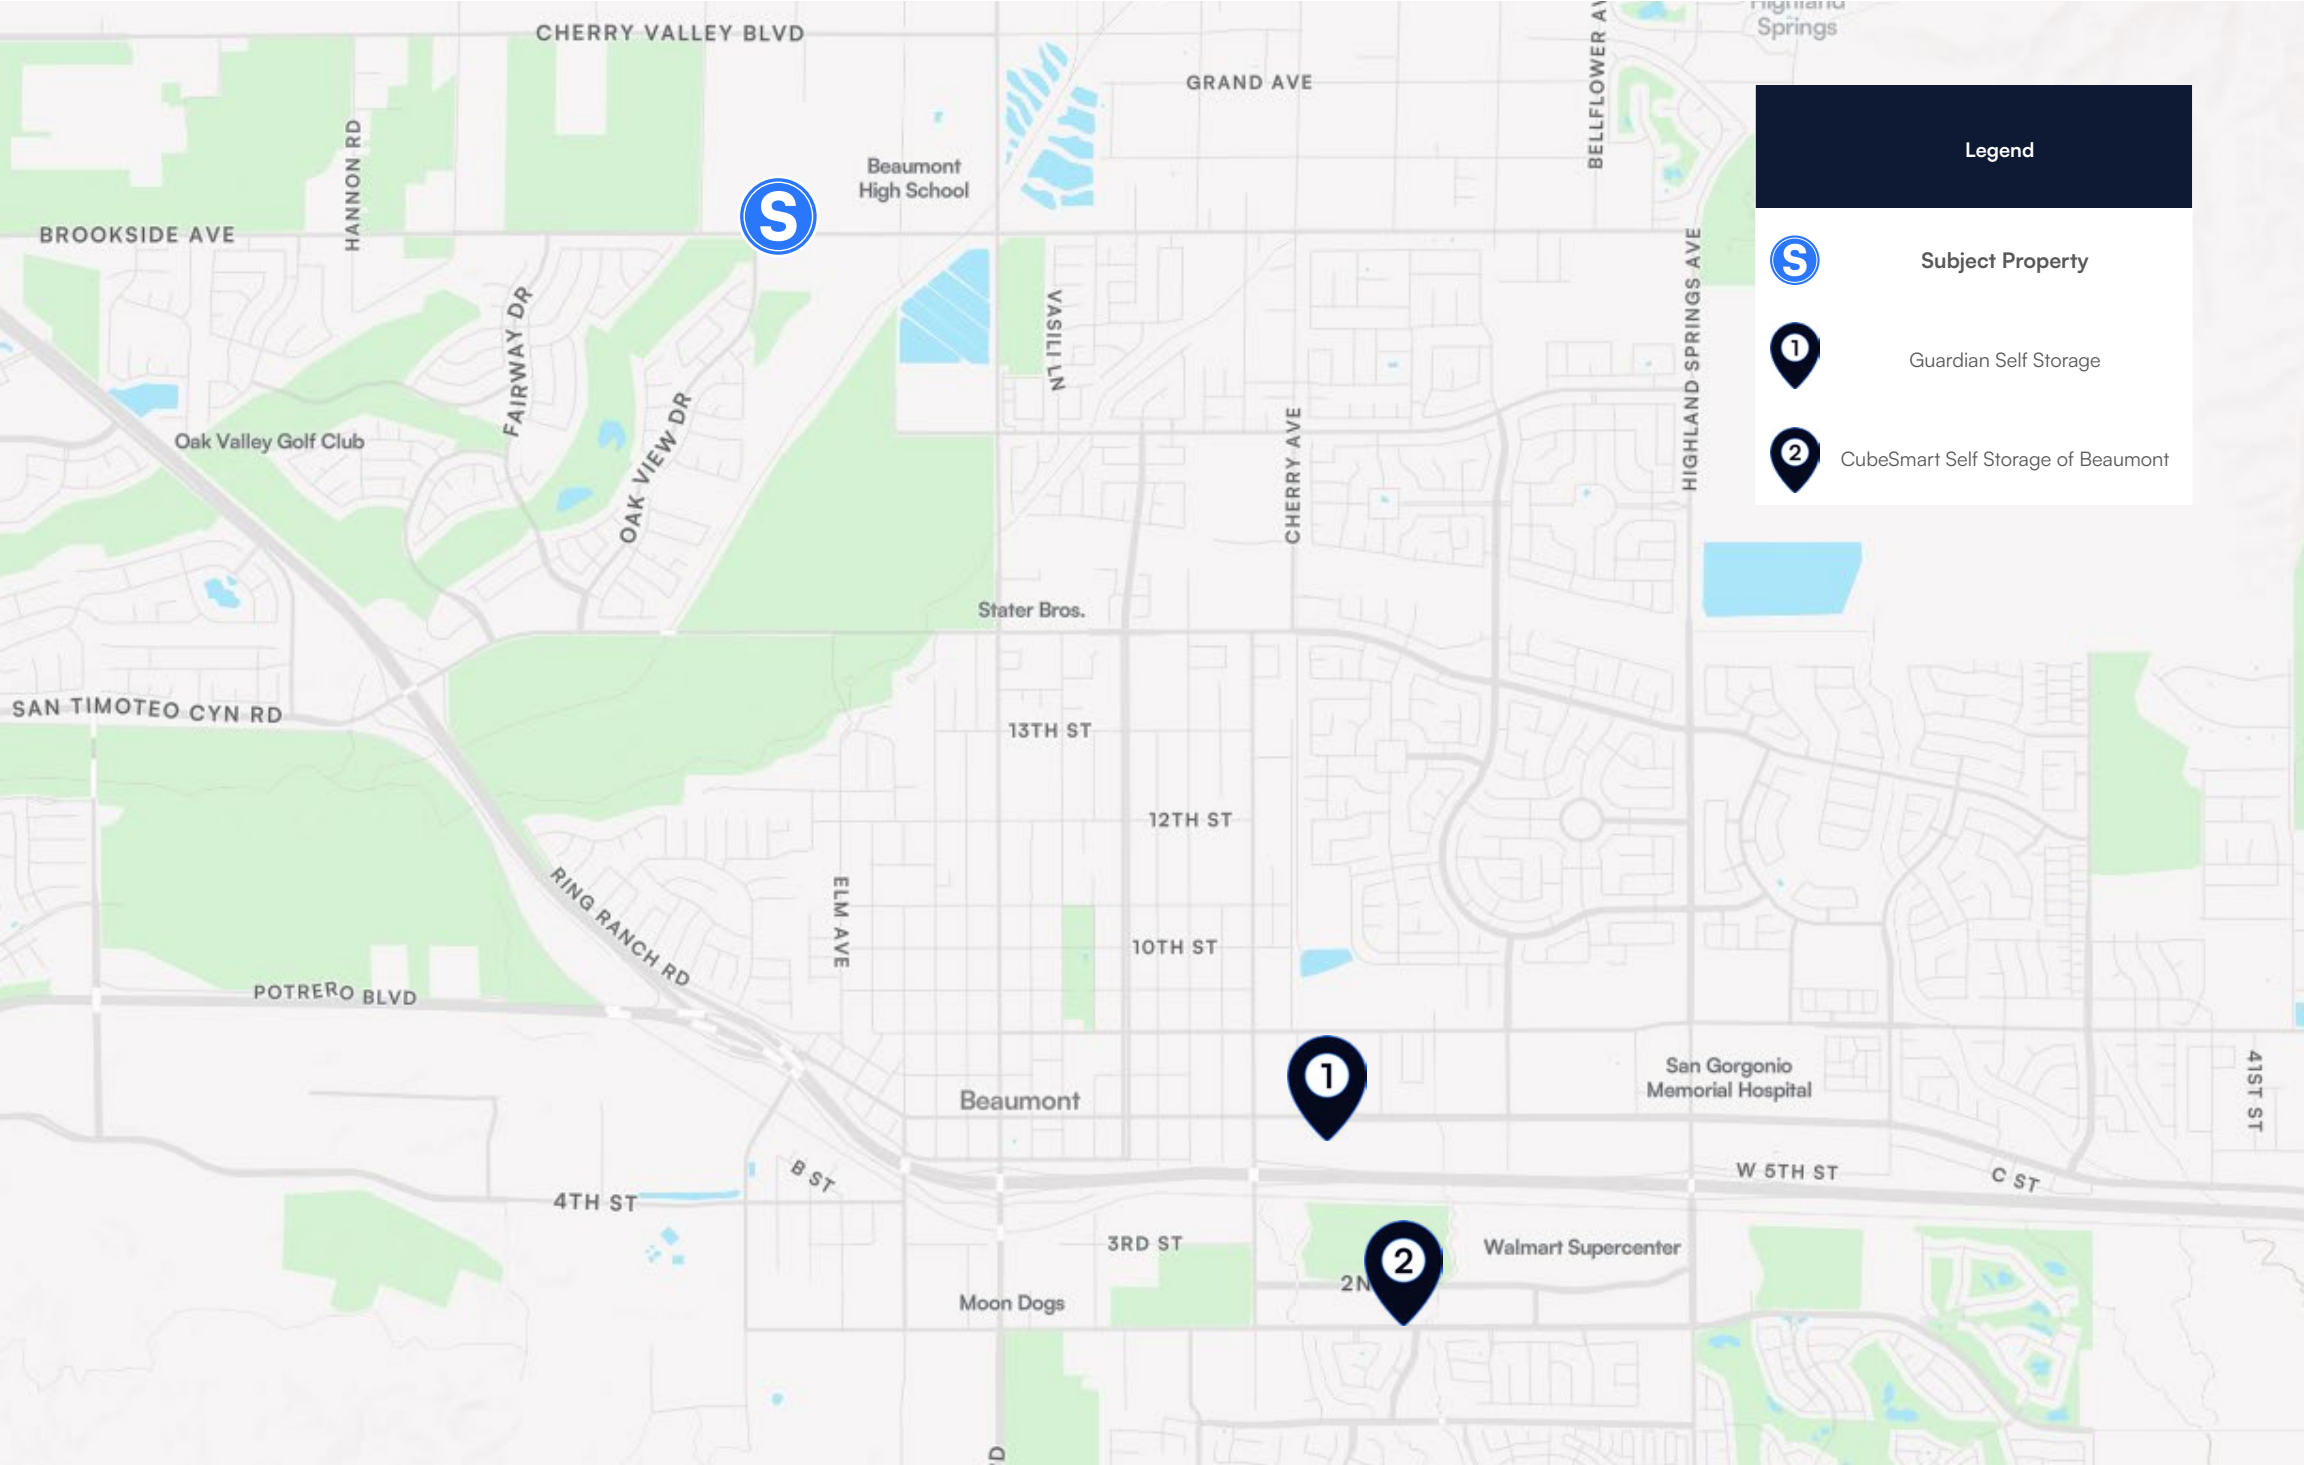 CHERRY VALLEY BLVD
Highland
Springs
GRAND AVE
BELLFLOWER
HANNON RD
Beaumont
High School
S
BROOKSIDE AVE
Legend
S
Subject Property
1
Guardian Self Storage
2
CubeSmart Self Storage of Beaumont
FAIRWAY DR
VASILI LN
HIGHLAND SPRINGS AVE
OAK VIEW DR
CHERRY AVE
Oak Valley Golf Club
Stater Bros.
SAN TIMOTEO CYN RD
13TH ST
12TH ST
RING RANCH RD
ELM AVE
10TH ST
POTRERO BLVD
1
San Gorgonio
Memorial Hospital
41ST ST
Beaumont
B ST
W 5TH ST
C ST
4TH ST
3RD ST
Walmart Supercenter
2
Moon Dogs